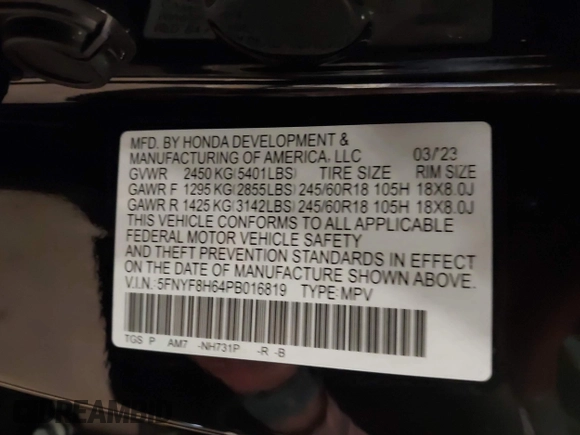 MFD. BY HONDA DEVELOPMENT &
MANUFACTURING OF AMERICA, LLC 03/'23
GVWR 2450 KG(5401LBS) TIRE SIZE RIM SIZE
GAWR F 1295 KG(2855LBS) 245/60R18 105H 18X8.0J
GAWR R 1425 KG(3142LBS) 245/60R18 105H 18X8.0J
THIS VEHICLE CONFORMS TO ALL APPLICABLE
FEDERAL MOTOR VEHICLE SAFETY
AND THEFT PREVENTION STANDARDS IN EFFECT
ON THE DATE OF MANUFACTURE SHOWN ABOVE.
V.I.N.: 5FNYF8H64PB016819 TYPE: MPV
TGS P AM7 -NH731P -R -B